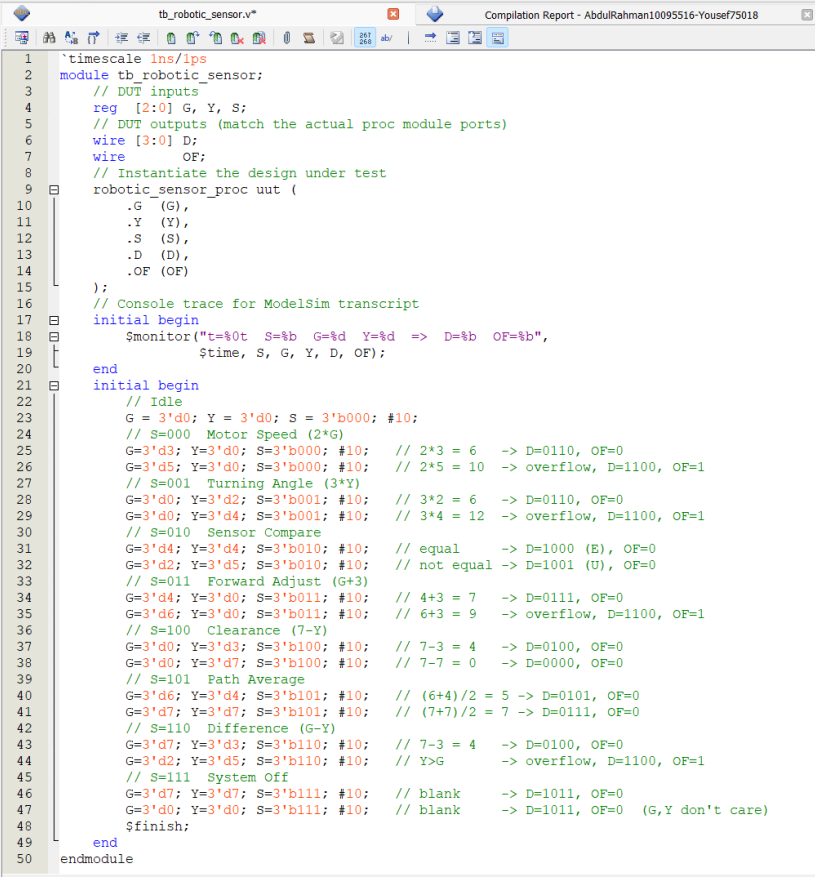 tb_robotic_sensor.v*
Compilation Report - AbdulRahman10095516-Yousef75018
267
268
ab/
1 `timescale 1ns/1ps
2 module tb_robotic_sensor;
3 // DUT inputs
4 reg [2:0] G, Y, S;
5 // DUT outputs (match the actual proc module ports)
6 wire [3:0] D;
7 wire OF;
8 // Instantiate the design under test
9 robotic_sensor_proc uut (
10 .G (G),
11 .Y (Y),
12 .S (S),
13 .D (D),
14 .OF (OF)
15 );
16 // Console trace for ModelSim transcript
17 initial begin
18 $monitor("t=%0t  S=%b  G=%d  Y=%d  =>  D=%b  OF=%b",
19 $time, S, G, Y, D, OF);
20 end
21 initial begin
22 // Idle
23 G = 3'd0; Y = 3'd0; S = 3'b000; #10;
24 // S=000  Motor Speed (2*G)
25 G=3'd3; Y=3'd0; S=3'b000; #10;   // 2*3 = 6   -> D=0110, OF=0
26 G=3'd5; Y=3'd0; S=3'b000; #10;   // 2*5 = 10  -> overflow, D=1100, OF=1
27 // S=001  Turning Angle (3*Y)
28 G=3'd0; Y=3'd2; S=3'b001; #10;   // 3*2 = 6   -> D=0110, OF=0
29 G=3'd0; Y=3'd4; S=3'b001; #10;   // 3*4 = 12  -> overflow, D=1100, OF=1
30 // S=010  Sensor Compare
31 G=3'd4; Y=3'd4; S=3'b010; #10;   // equal     -> D=1000 (E), OF=0
32 G=3'd2; Y=3'd5; S=3'b010; #10;   // not equal -> D=1001 (U), OF=0
33 // S=011  Forward Adjust (G+3)
34 G=3'd4; Y=3'd0; S=3'b011; #10;   // 4+3 = 7   -> D=0111, OF=0
35 G=3'd6; Y=3'd0; S=3'b011; #10;   // 6+3 = 9   -> overflow, D=1100, OF=1
36 // S=100  Clearance (7-Y)
37 G=3'd0; Y=3'd3; S=3'b100; #10;   // 7-3 = 4   -> D=0100, OF=0
38 G=3'd0; Y=3'd7; S=3'b100; #10;   // 7-7 = 0   -> D=0000, OF=0
39 // S=101  Path Average
40 G=3'd6; Y=3'd4; S=3'b101; #10;   // (6+4)/2 = 5 -> D=0101, OF=0
41 G=3'd7; Y=3'd7; S=3'b101; #10;   // (7+7)/2 = 7 -> D=0111, OF=0
42 // S=110  Difference (G-Y)
43 G=3'd7; Y=3'd3; S=3'b110; #10;   // 7-3 = 4   -> D=0100, OF=0
44 G=3'd2; Y=3'd5; S=3'b110; #10;   // Y>G       -> overflow, D=1100, OF=1
45 // S=111  System Off
46 G=3'd7; Y=3'd7; S=3'b111; #10;   // blank     -> D=1011, OF=0
47 G=3'd0; Y=3'd0; S=3'b111; #10;   // blank     -> D=1011, OF=0  (G,Y don't care)
48 $finish;
49 end
50 endmodule